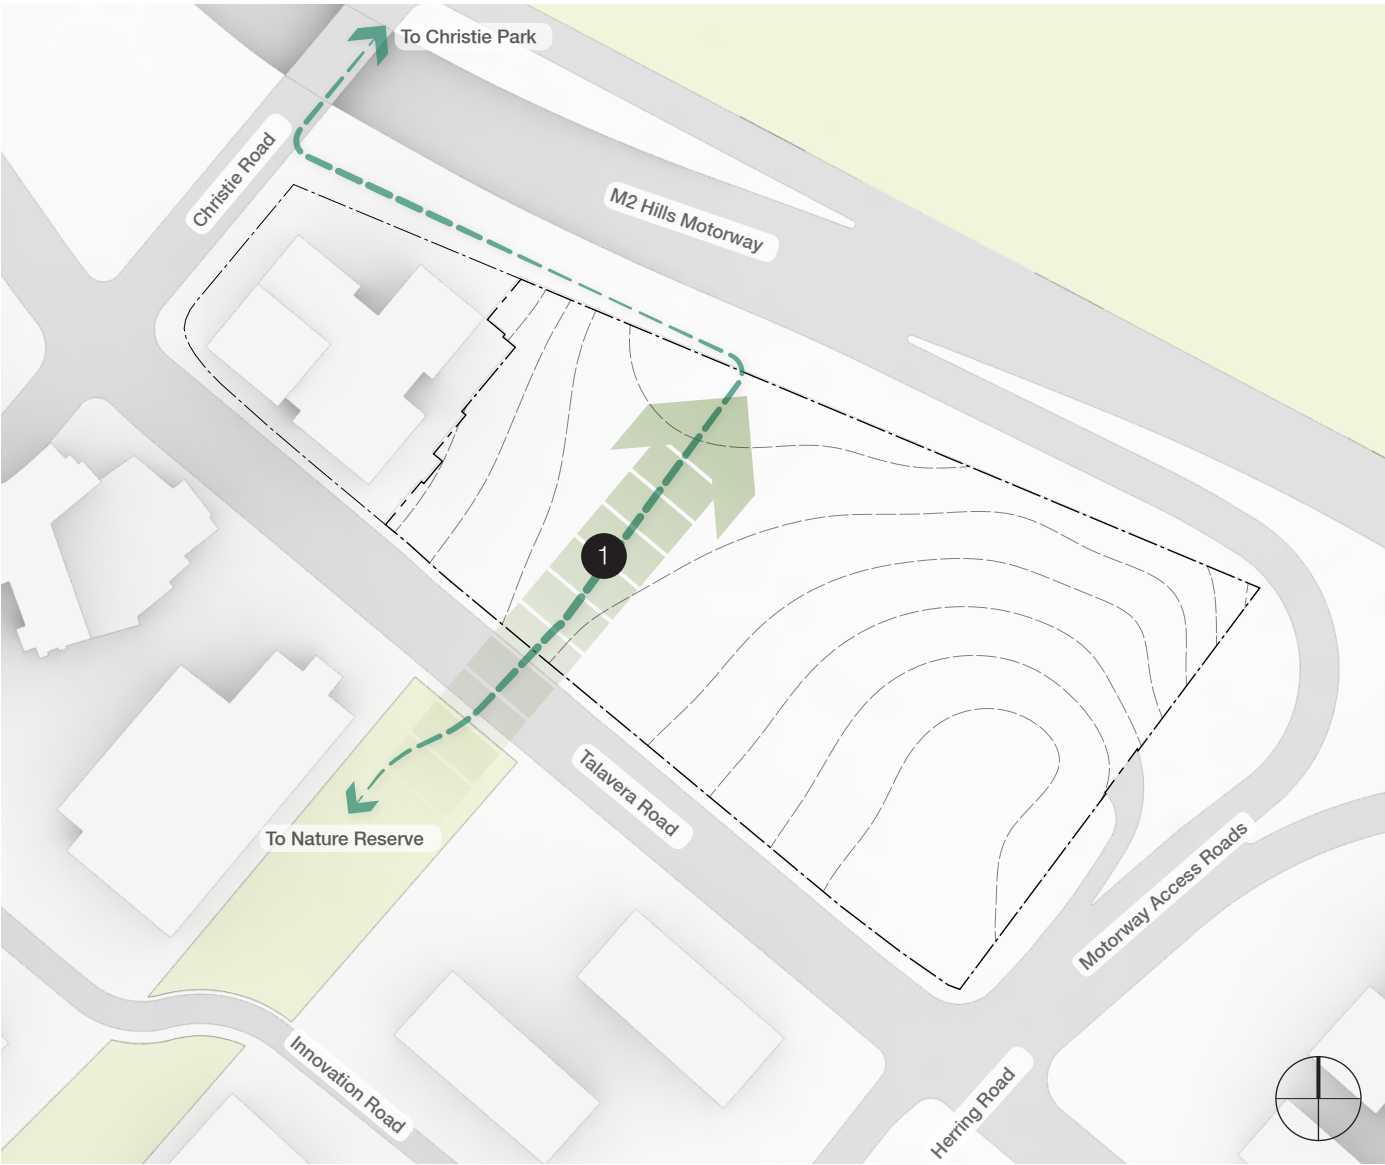 To Christie Park
Christie Road
M2 Hills Motorway
1
Talavera Road
To Nature Reserve
Motorway Access Roads
Innovation Road
Herring Road